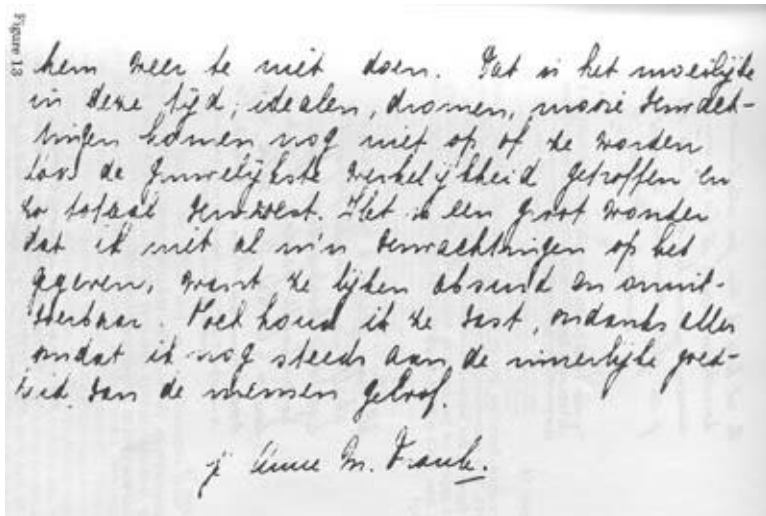 Figure 13
hem weer te niet doen. Dat is het moeilijke
in deze tijd; idealen, dromen, mooie verwach-
tingen komen nog niet op of ze worden
door de gruwelijkste werkelijkheid getroffen en
zo totaal verwoest. Het is een groot wonder
dat ik niet al m'n verwachtingen op heb
gegeven, want ze lijken absurd en onuit-
voerbaar. Toch houd ik ze vast, ondanks alles
omdat ik nog steeds aan de innerlijke goed-
heid van de mensen geloof.
je Anne M. Frank.